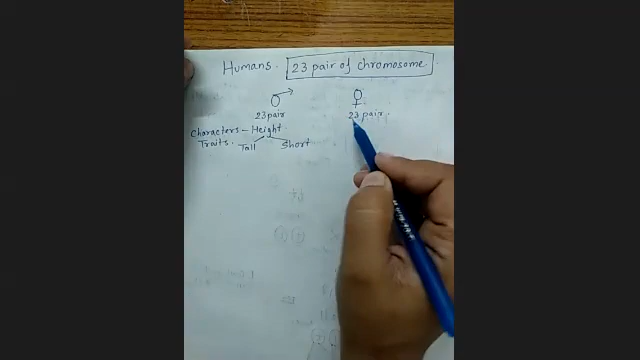 Humans. 23 pair of chromosome.
♂ ♀
23 pair 23 pair.
Characters - Height
Traits. Tall Short